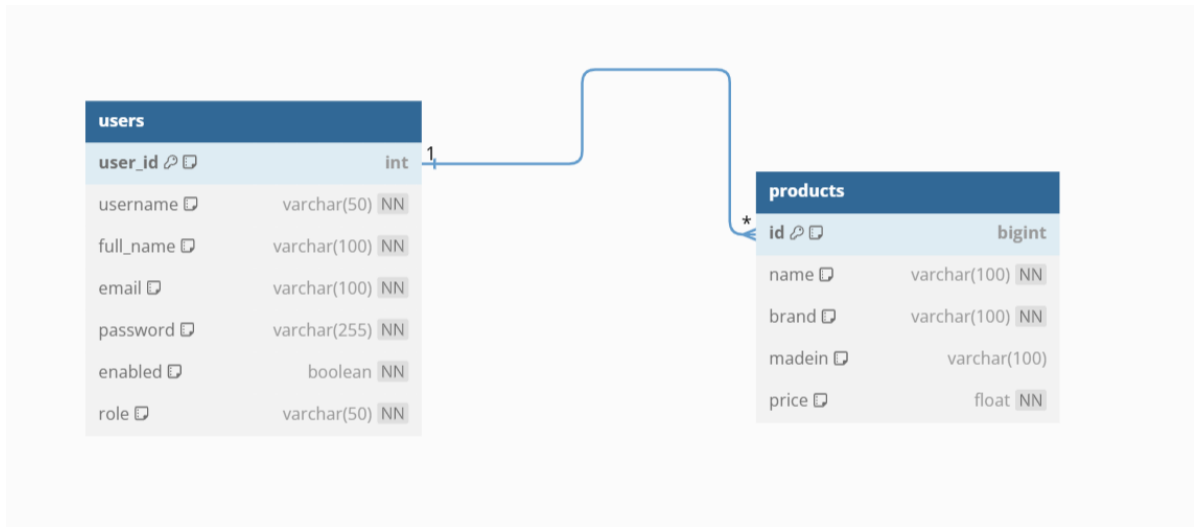 users
user_id int
username varchar(50) NN
full_name varchar(100) NN
email varchar(100) NN
password varchar(255) NN
enabled boolean NN
role varchar(50) NN
1
*
products
id bigint
name varchar(100) NN
brand varchar(100) NN
madein varchar(100)
price float NN